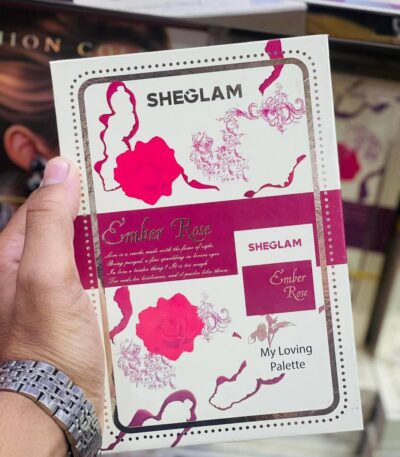 HION CO
SHEGLAM
Ember Rose
Love is a smoke made with the fume of sighs
Being purged, a fire sparkling in lovers eyes
Is love a tender thing? It is too rough
Too rude, too boisterous, and it pricks like thorn.
SHEGLAM
Ember
Rose
My Loving
Palette